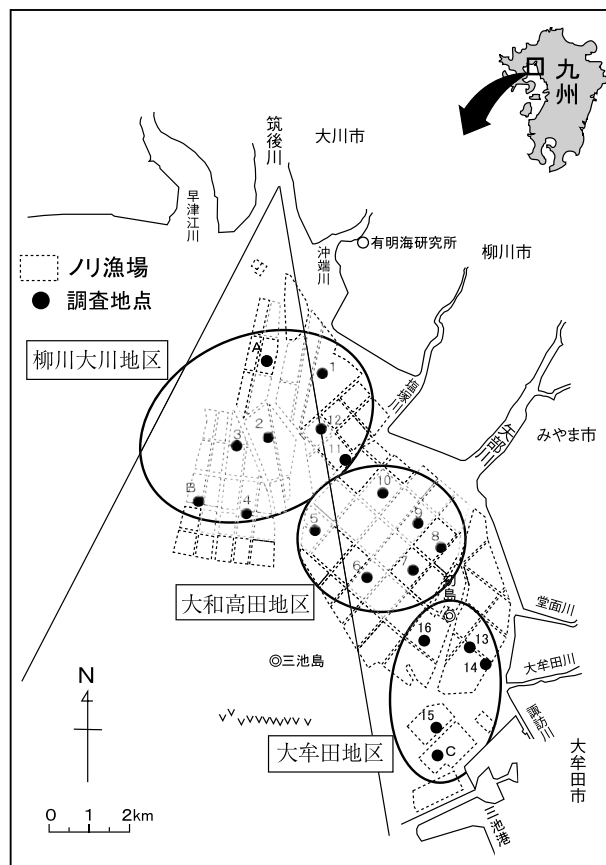 九州
筑後川
大川市
早津江川
沖端川
有明海研究所
柳川市
ノリ漁場
調査地点
柳川大川地区
A
1
塩塚川
2
12
3
11
矢部川
みやま市
B
4
10
5
9
8
6
大和高田地区
島
堂面川
16
13
三池島
14
大牟田川
N
15
諏訪川
大牟田地区
C
大牟田市
0 1 2km
三池港